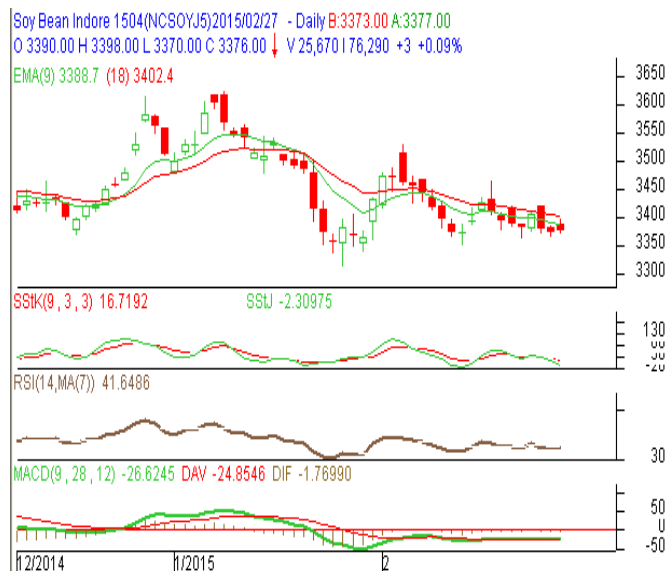 Soy Bean Indore 1504(NCSOYJ5)2015/02/27 - Daily B:3373.00 A:3377.00
O 3390.00 H 3398.00 L 3370.00 C 3376.00 V 25,670 I 76,290 +3 +0.09%
EMA(9) 3388.7 (18) 3402.4
3650
3600
3550
3500
3450
3400
3350
3300
SStK(9 , 3 , 3) 16.7192 SStJ -2.30975
130
-20
RSI(14,MA(7)) 41.6486
30
MACD(9 , 28 , 12) -26.6245 DAV -24.8546 DIF -1.76990
50
0
-50
12/2014 1/2015 2